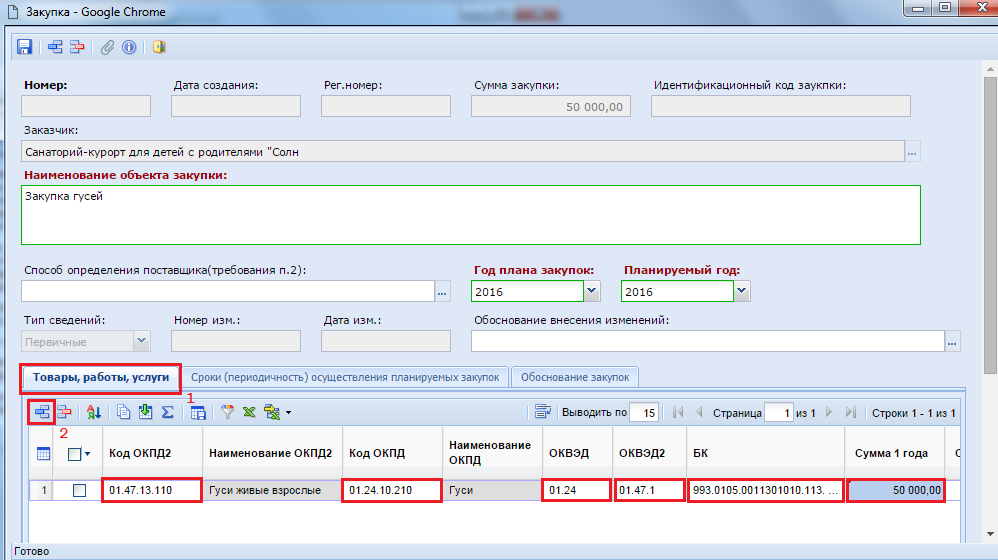 Закупка - Google Chrome
Номер: Дата создания: Рег.номер: Сумма закупки: Идентификационный код заукпки:
50 000,00
Заказчик:
Санаторий-курорт для детей с родителями "Солн ...
Наименование объекта закупки:
Закупка гусей
Способ определения поставщика(требования п.2): Год плана закупок: Планируемый год:
... 2016 2016
Тип сведений: Номер изм.: Дата изм.: Обоснование внесения изменений:
Первичные ...
Товары, работы, услуги Сроки (периодичность) осуществления планируемых закупок Обоснование закупок
1
Выводить по 15 Страница 1 из 1 Строки 1 - 1 из 1
2
Код ОКПД2 Наименование ОКПД2 Код ОКПД Наименование ОКПД ОКВЭД ОКВЭД2 БК Сумма 1 года С
1 01.47.13.110 Гуси живые взрослые 01.24.10.210 Гуси 01.24 01.47.1 993.0105.0011301010.113. ... 50 000,00
Готово